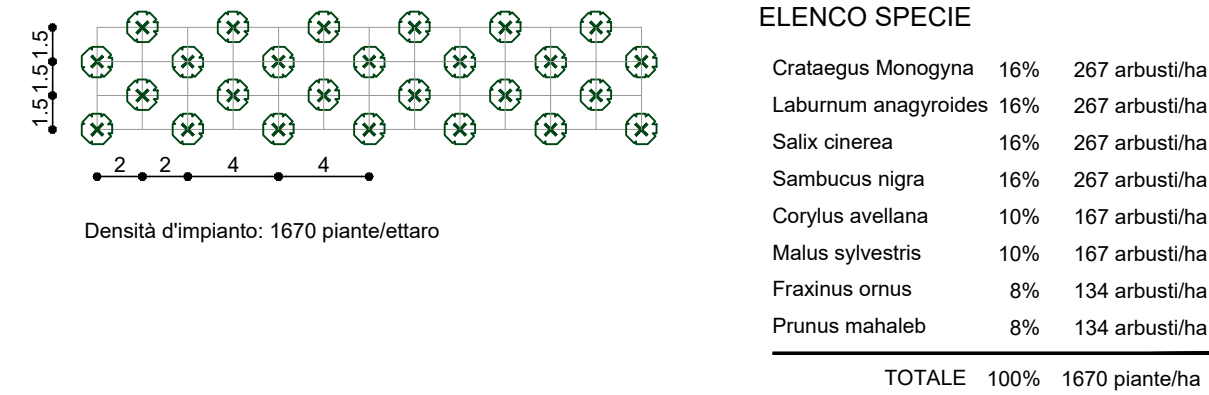 1.5 1.5 1.5
2 2 4 4
Densità d'impianto: 1670 piante/ettaro
ELENCO SPECIE
Crataegus Monogyna 16% 267 arbusti/ha
Laburnum anagyroides 16% 267 arbusti/ha
Salix cinerea 16% 267 arbusti/ha
Sambucus nigra 16% 267 arbusti/ha
Corylus avellana 10% 167 arbusti/ha
Malus sylvestris 10% 167 arbusti/ha
Fraxinus ornus 8% 134 arbusti/ha
Prunus mahaleb 8% 134 arbusti/ha
TOTALE 100% 1670 piante/ha